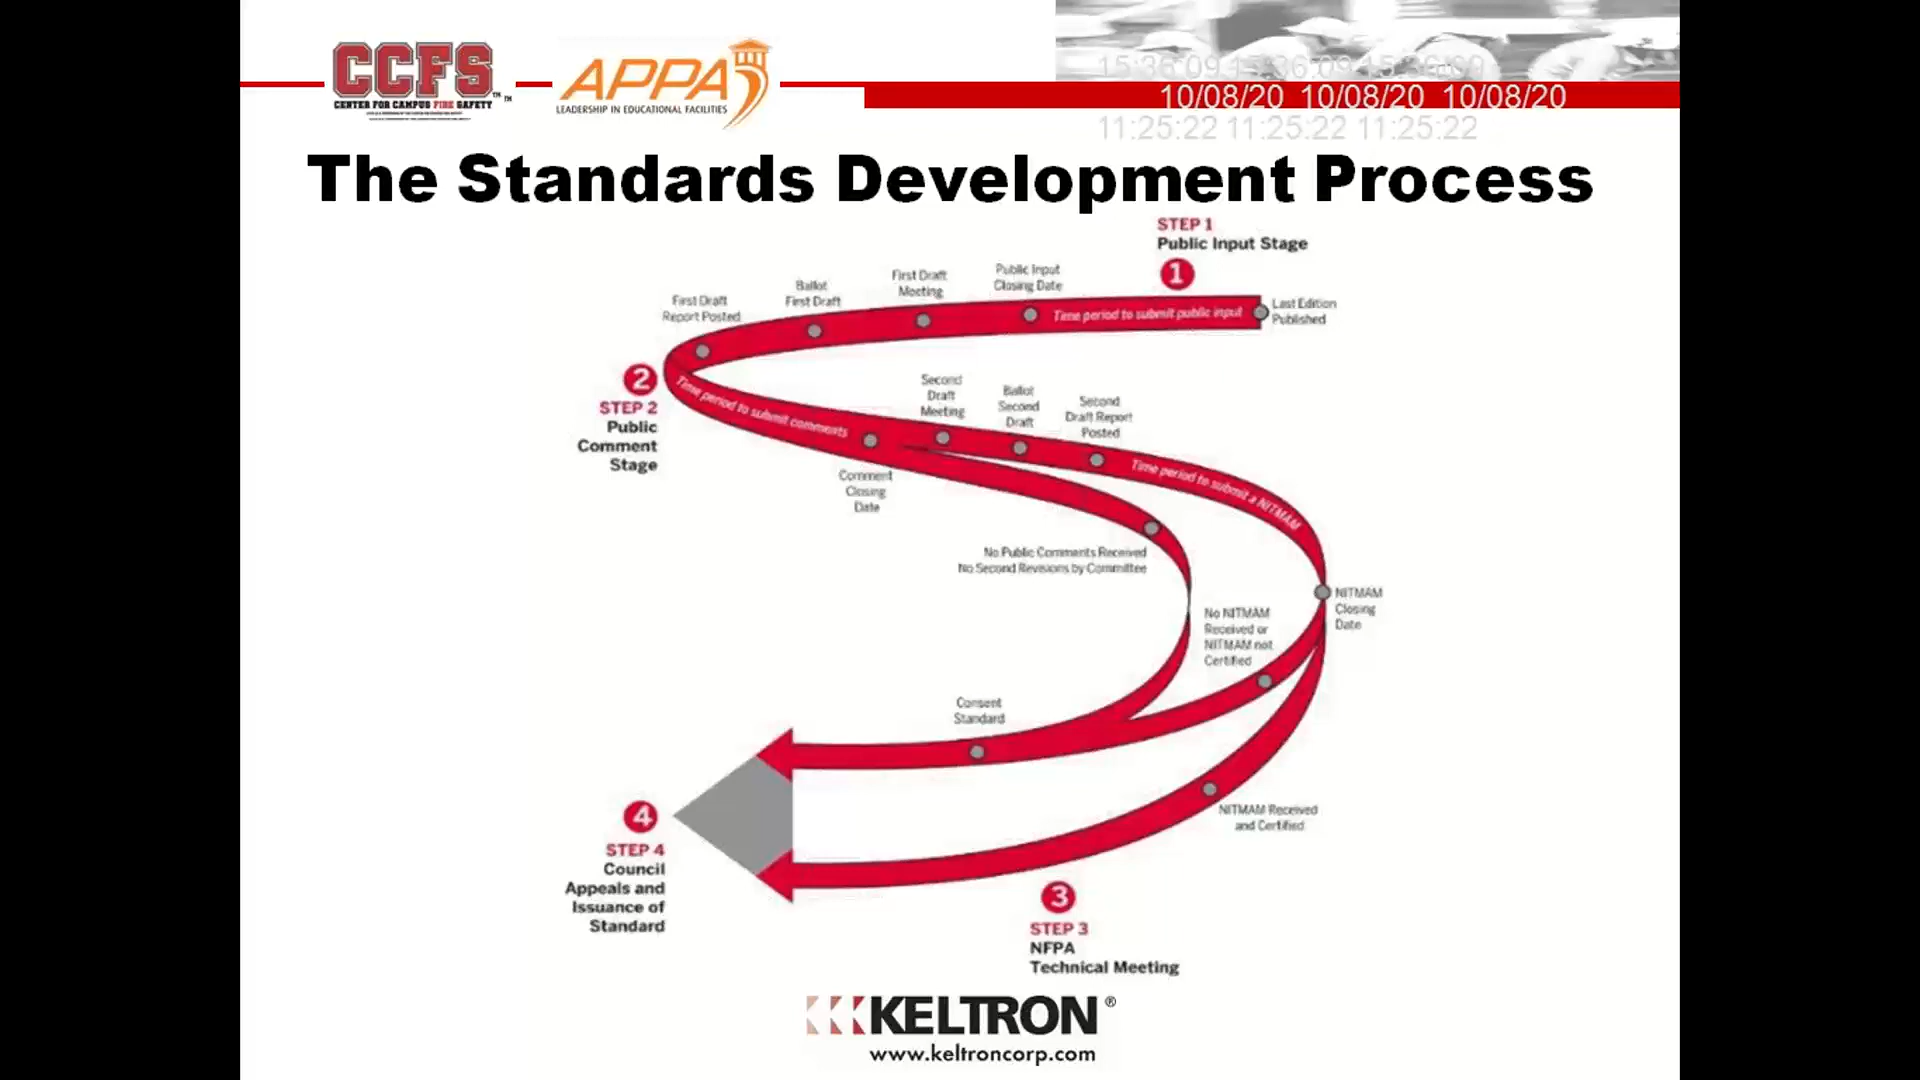 CCFS
CENTER FOR CAMPUS FIRE SAFETY
APPA
LEADERSHIP IN EDUCATIONAL FACILITIES
10/08/20 10/08/20 10/08/20
11:25:22 11:25:22 11:25:22
The Standards Development Process
STEP 1
Public Input Stage
1
Public Input
Closing Date
First Draft
Meeting
Ballot
First Draft
First Draft
Report Posted
Time period to submit public input
Last Edition
Published
2
STEP 2
Public
Comment
Stage
Time period to submit comments
Second
Draft
Meeting
Ballot
Second
Draft
Second
Draft Report
Posted
Time period to submit a NITMAM
Comment
Closing
Date
No Public Comments Received
No Second Revisions by Committee
NITMAM
Closing
Date
No NITMAM
Received or
NITMAM not
Certified
Consent
Standard
NITMAM Received
and Certified
3
STEP 3
NFPA
Technical Meeting
4
STEP 4
Council
Appeals and
Issuance of
Standard
KELTRON®
www.keltroncorp.com